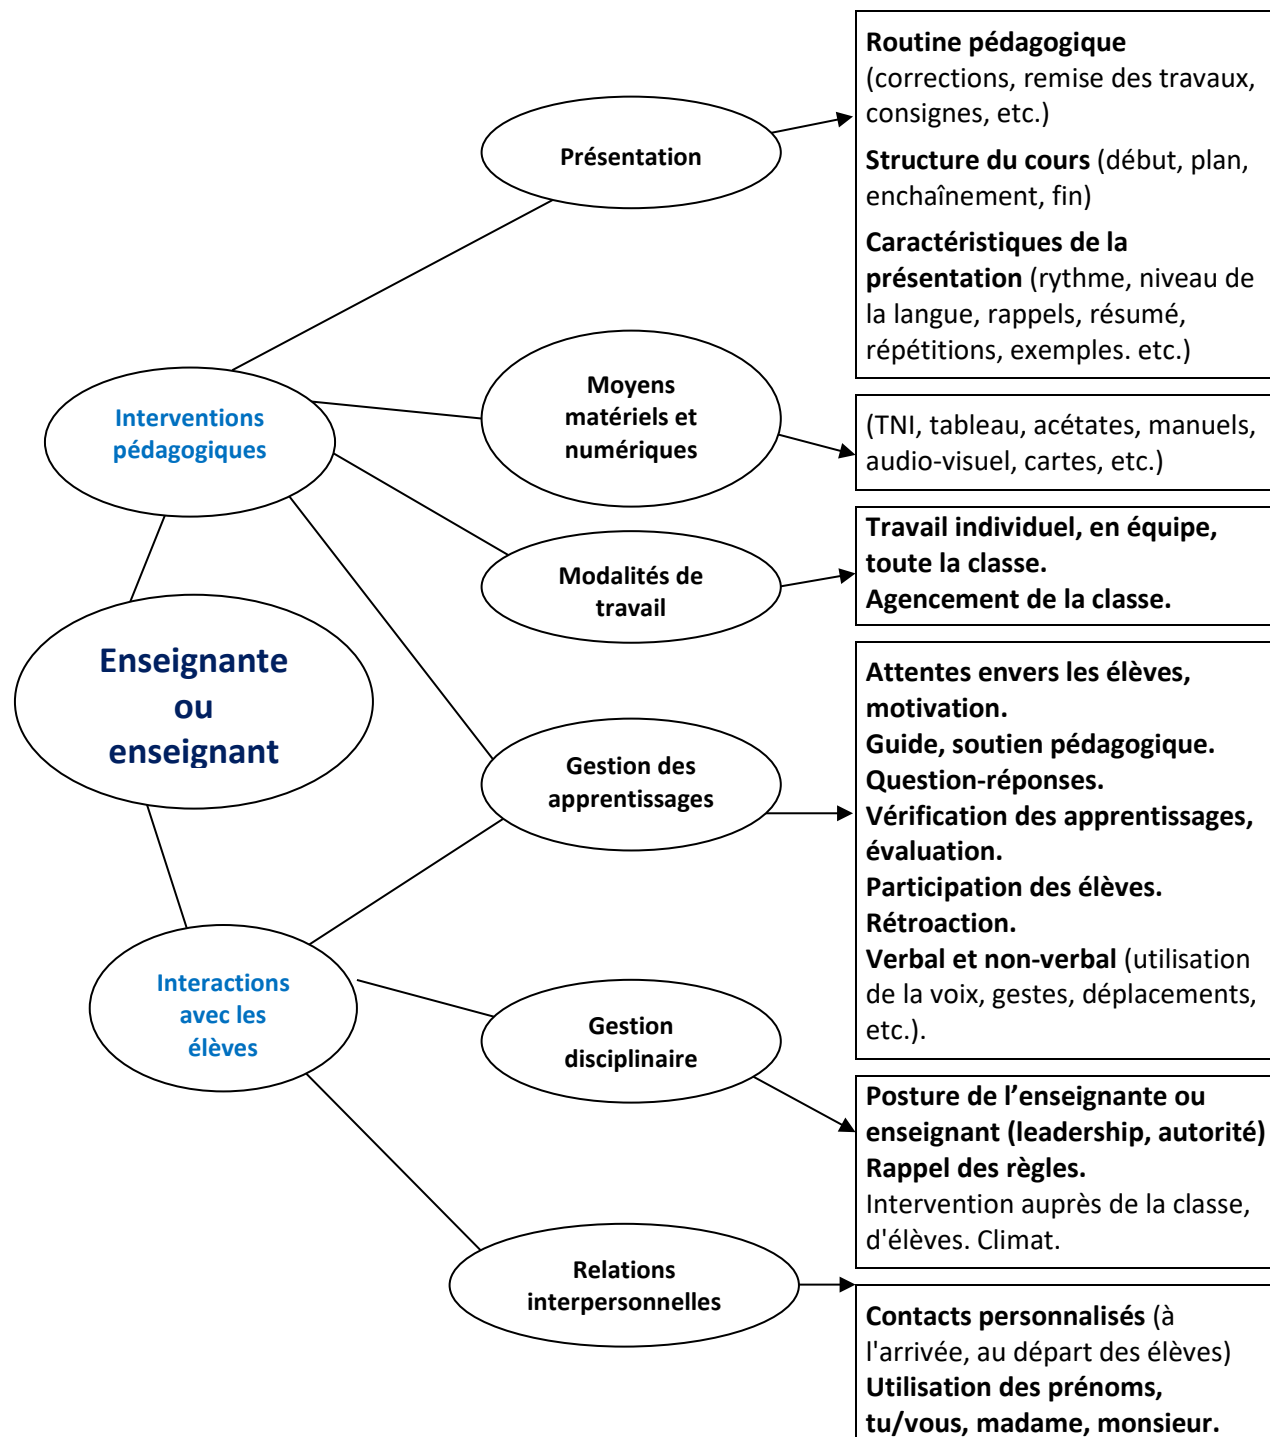 Routine pédagogique
(corrections, remise des travaux,
consignes, etc.)
Structure du cours (début, plan,
enchaînement, fin)
Caractéristiques de la
présentation (rythme, niveau de
la langue, rappels, résumé,
répétitions, exemples. etc.)
Présentation
Moyens
matériels et
numériques
(TNI, tableau, acétates, manuels,
audio-visuel, cartes, etc.)
Interventions
pédagogiques
Travail individuel, en équipe,
toute la classe.
Agencement de la classe.
Modalités de
travail
Enseignante
ou
enseignant
Attentes envers les élèves,
motivation.
Guide, soutien pédagogique.
Question-réponses.
Vérification des apprentissages,
évaluation.
Participation des élèves.
Rétroaction.
Verbal et non-verbal (utilisation
de la voix, gestes, déplacements,
etc.).
Gestion des
apprentissages
Interactions
avec les
élèves
Gestion
disciplinaire
Posture de l’enseignante ou
enseignant (leadership, autorité)
Rappel des règles.
Intervention auprès de la classe,
d'élèves. Climat.
Relations
interpersonnelles
Contacts personnalisés (à
l'arrivée, au départ des élèves)
Utilisation des prénoms,
tu/vous, madame, monsieur.